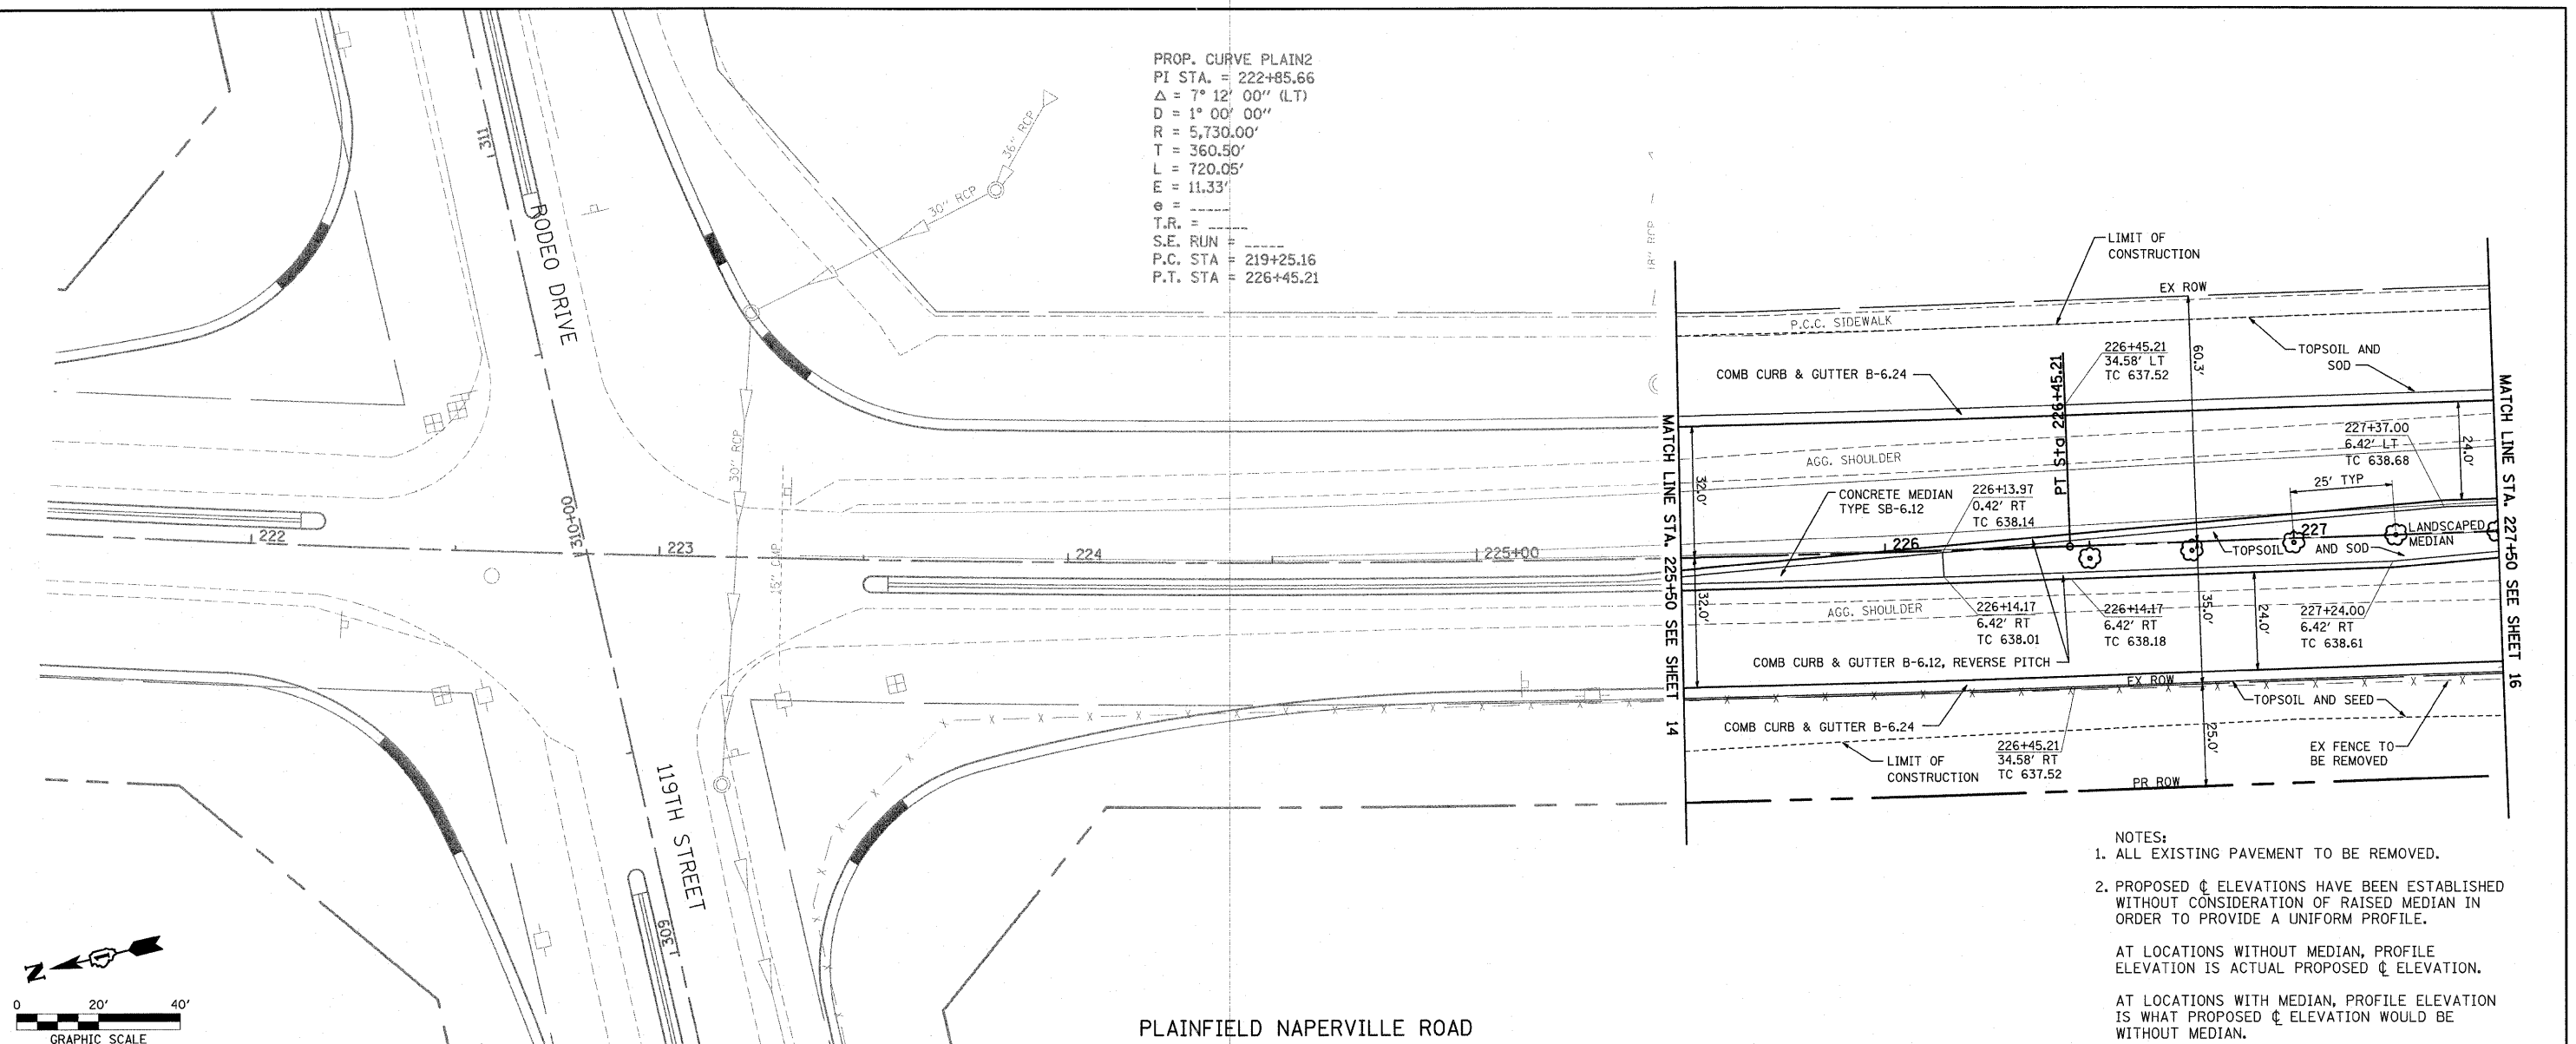 PROP. CURVE PLAIN2
PI STA. = 222+85.66
Δ = 7° 12' 00" (LT)
D = 1° 00' 00"
R = 5,730.00'
T = 360.50'
L = 720.05'
E = 11.33'
e = _____
T.R. = _____
S.E. RUN = _____
P.C. STA = 219+25.16
P.T. STA = 226+45.21
311
RODEO DRIVE
36" RCP
30" RCP
30" RCP
18" RCP
222
310+00
223
224
225+00
119TH STREET
309
MATCH LINE STA. 225+50 SEE SHEET 14
LIMIT OF
CONSTRUCTION
EX ROW
P.C.C. SIDEWALK
226+45.21
34.58' LT
TC 637.52
60.3'
TOPSOIL AND
SOD
COMB CURB & GUTTER B-6.24
PT Sta 226+45.21
227+37.00
6.42' LT
TC 638.68
24.0'
AGG. SHOULDER
32.0'
CONCRETE MEDIAN
TYPE SB-6.12
226+13.97
0.42' RT
TC 638.14
25' TYP
226
227
LANDSCAPED
MEDIAN
TOPSOIL AND SOD
32.0'
AGG. SHOULDER
226+14.17
6.42' RT
TC 638.01
226+14.17
6.42' RT
TC 638.18
35.0'
24.0'
227+24.00
6.42' RT
TC 638.61
COMB CURB & GUTTER B-6.12, REVERSE PITCH
EX ROW
TOPSOIL AND SEED
COMB CURB & GUTTER B-6.24
25.0'
LIMIT OF
CONSTRUCTION
226+45.21
34.58' RT
TC 637.52
EX FENCE TO
BE REMOVED
PR ROW
MATCH LINE STA. 227+50 SEE SHEET 16
NOTES:
1. ALL EXISTING PAVEMENT TO BE REMOVED.
2. PROPOSED ℄ ELEVATIONS HAVE BEEN ESTABLISHED
WITHOUT CONSIDERATION OF RAISED MEDIAN IN
ORDER TO PROVIDE A UNIFORM PROFILE.
AT LOCATIONS WITHOUT MEDIAN, PROFILE
ELEVATION IS ACTUAL PROPOSED ℄ ELEVATION.
AT LOCATIONS WITH MEDIAN, PROFILE ELEVATION
IS WHAT PROPOSED ℄ ELEVATION WOULD BE
WITHOUT MEDIAN.
N
0 20' 40'
GRAPHIC SCALE
PLAINFIELD NAPERVILLE ROAD